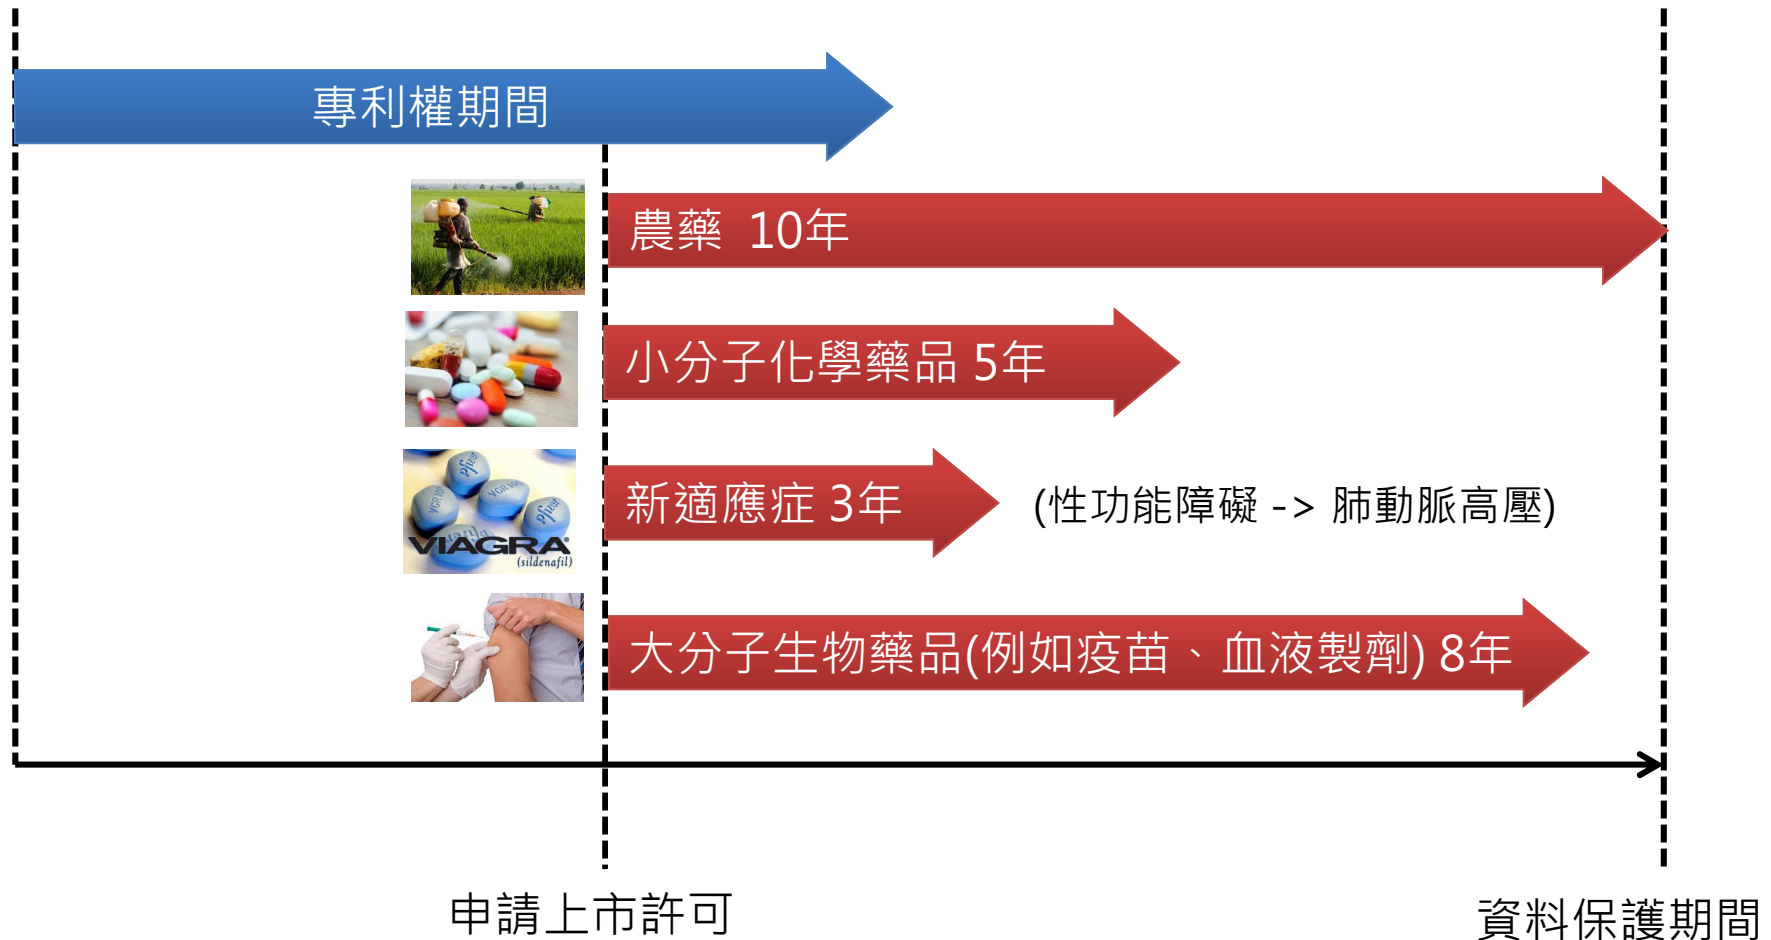 專利權期間
農藥 10年
小分子化學藥品 5年
新適應症 3年
(性功能障礙 -> 肺動脈高壓)
VGR100
VGR100
Pfizer
VIAGRA
(sildenafil)
大分子生物藥品(例如疫苗、血液製劑) 8年
申請上市許可
資料保護期間